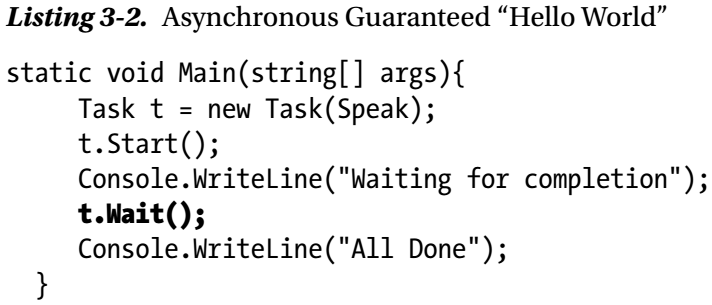 Listing 3-2. Asynchronous Guaranteed “Hello World”
static void Main(string[] args){
Task t = new Task(Speak);
t.Start();
Console.WriteLine("Waiting for completion");
t.Wait();
Console.WriteLine("All Done");
}